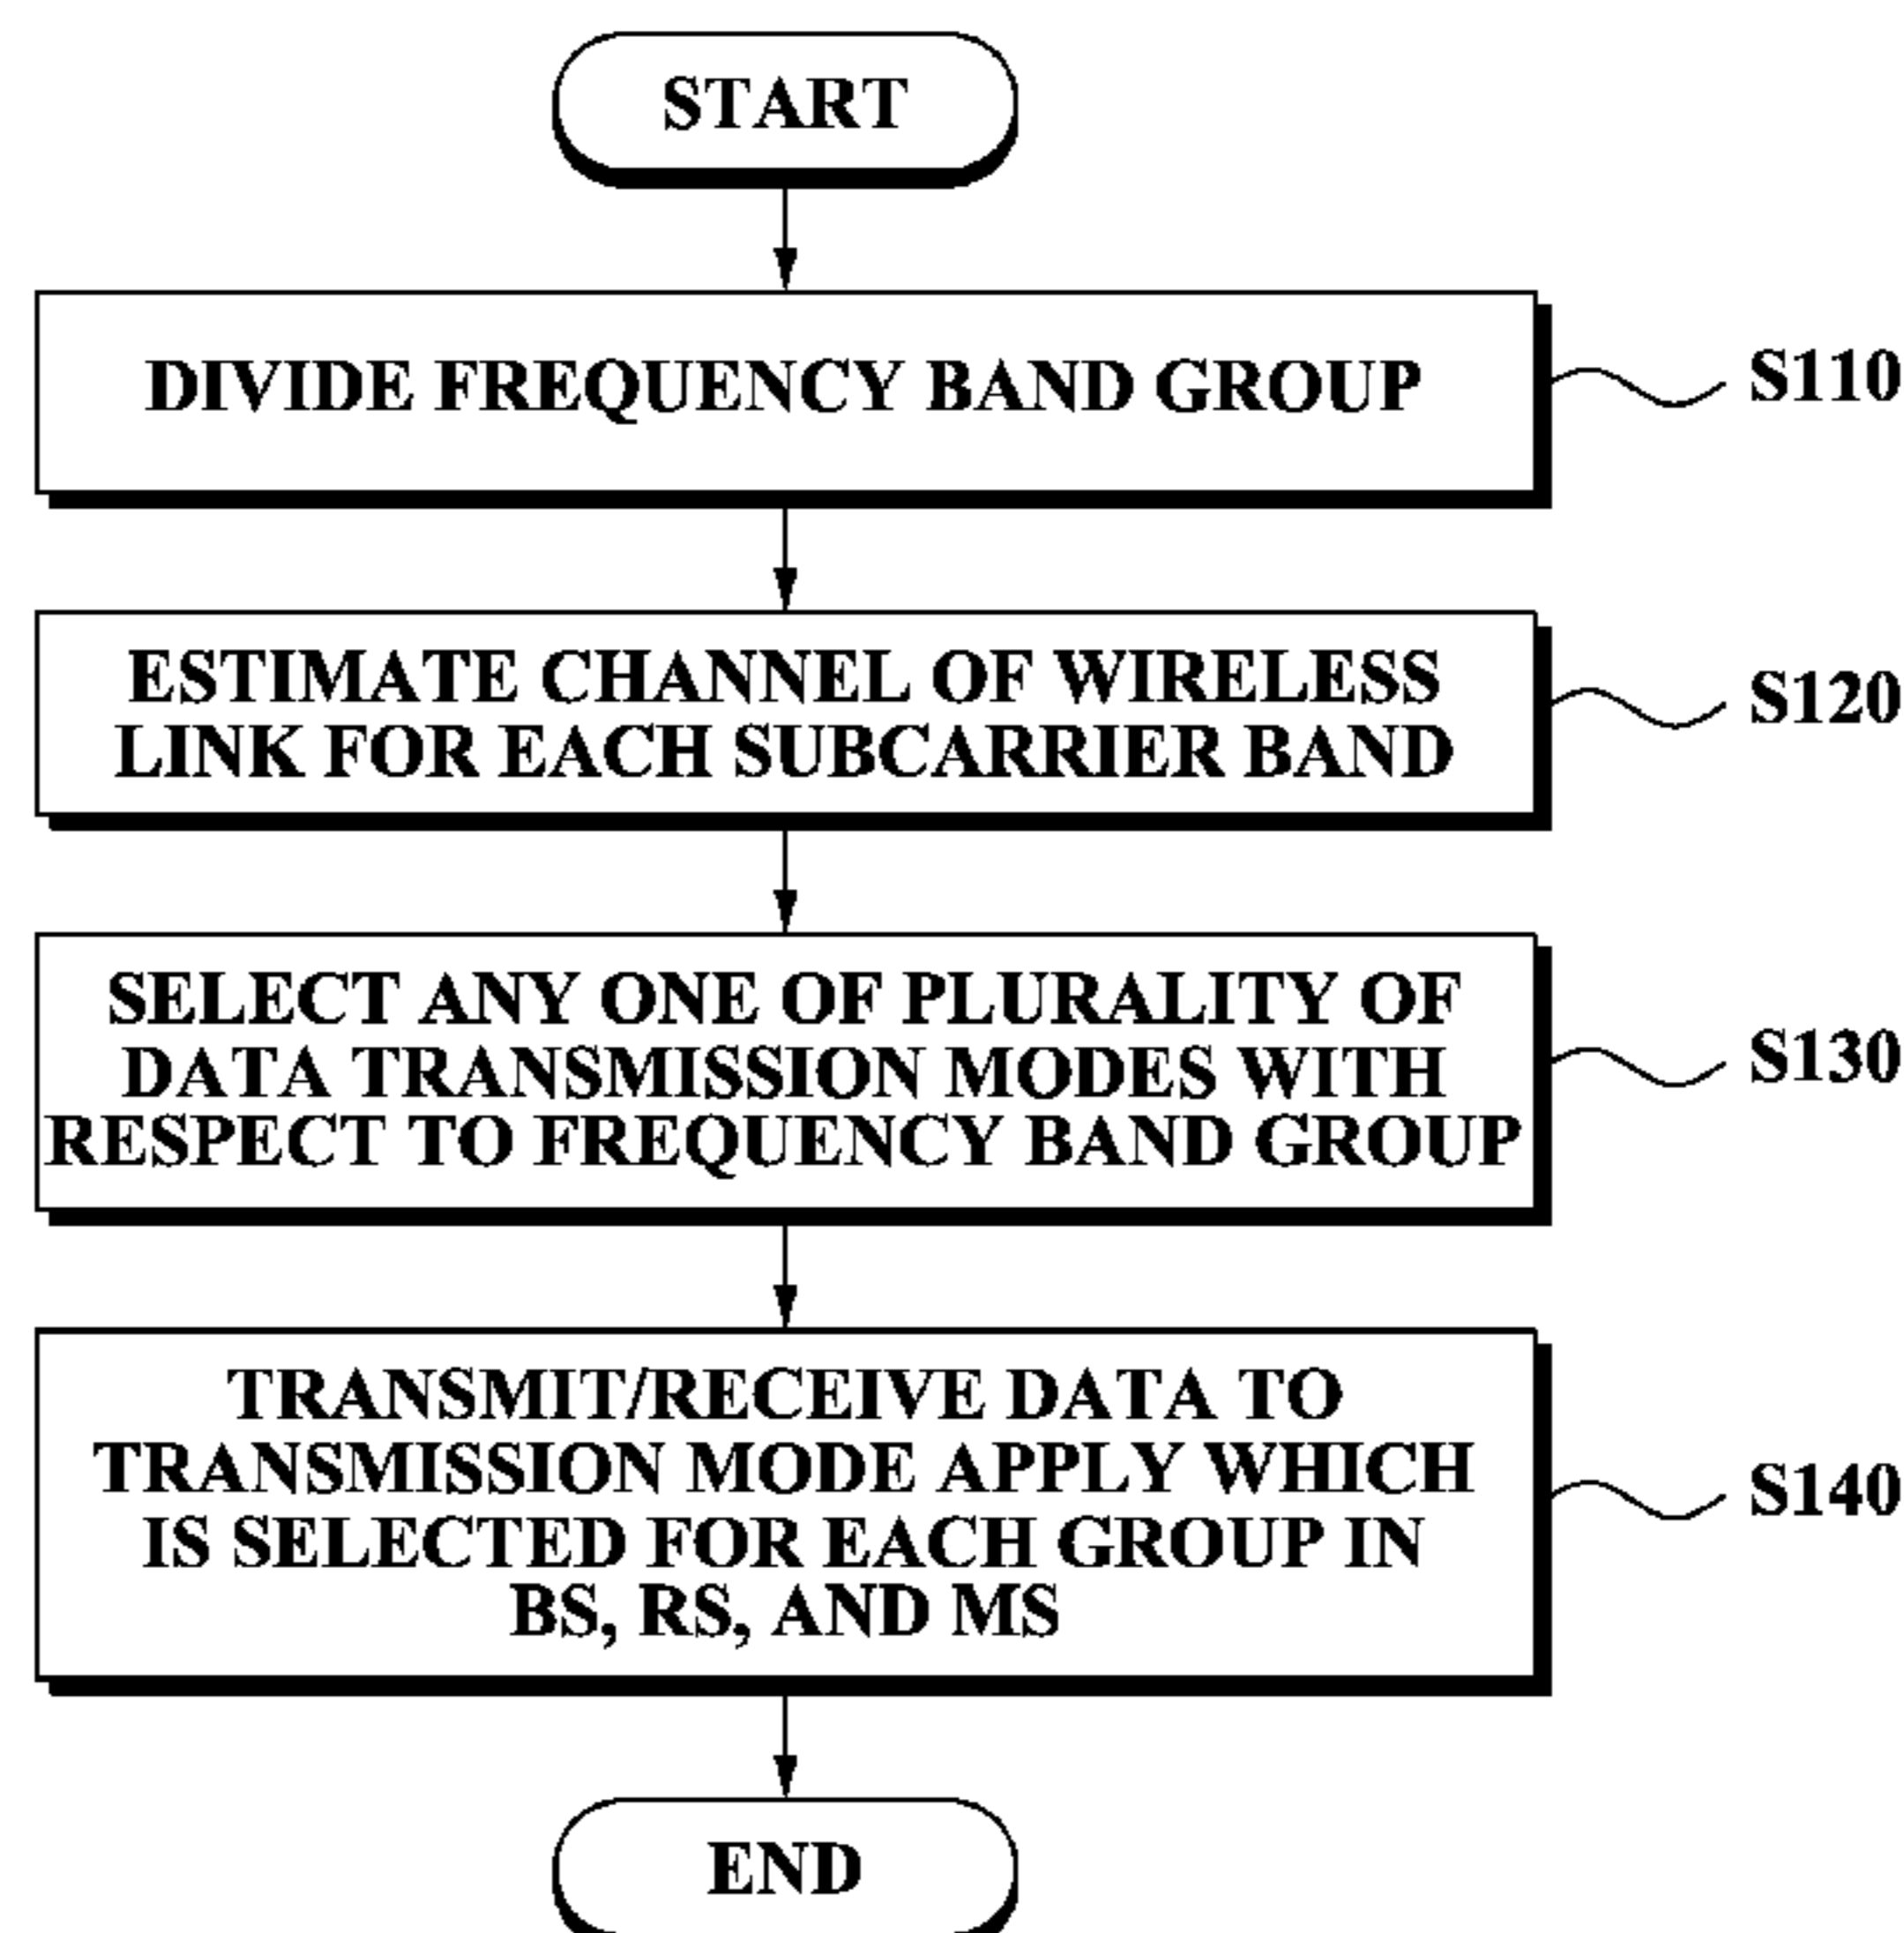 START
DIVIDE FREQUENCY BAND GROUP
S110
ESTIMATE CHANNEL OF WIRELESS
LINK FOR EACH SUBCARRIER BAND
S120
SELECT ANY ONE OF PLURALITY OF
DATA TRANSMISSION MODES WITH
RESPECT TO FREQUENCY BAND GROUP
S130
TRANSMIT/RECEIVE DATA TO
TRANSMISSION MODE APPLY WHICH
IS SELECTED FOR EACH GROUP IN
BS, RS, AND MS
S140
END